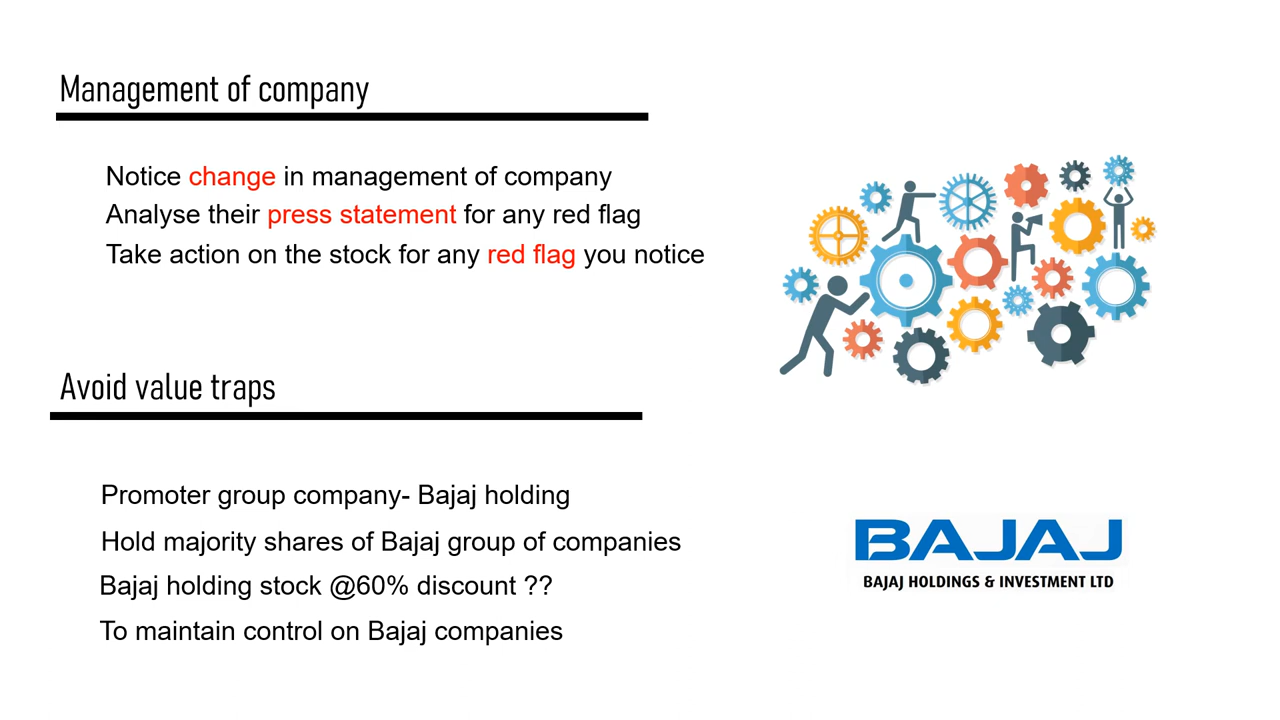 Management of company
Notice change in management of company
Analyse their press statement for any red flag
Take action on the stock for any red flag you notice
Avoid value traps
Promoter group company- Bajaj holding
Hold majority shares of Bajaj group of companies
Bajaj holding stock @60% discount ??
To maintain control on Bajaj companies
BAJAJ
BAJAJ HOLDINGS & INVESTMENT LTD